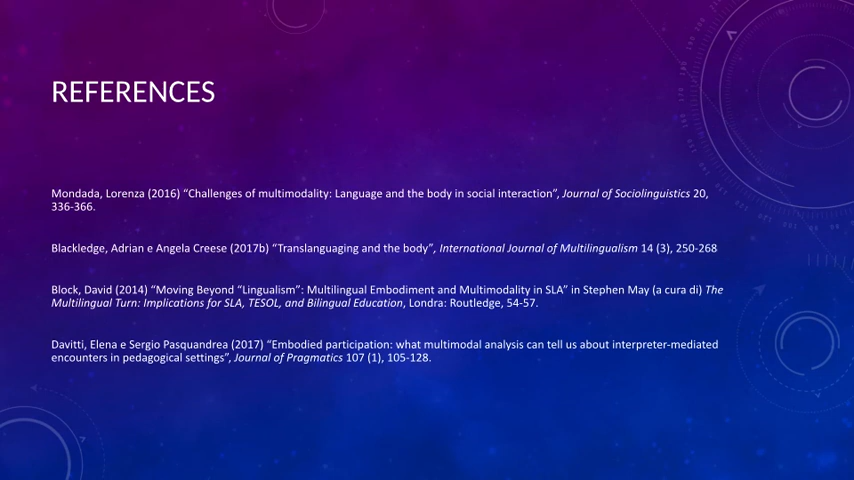 REFERENCES
Mondada, Lorenza (2016) “Challenges of multimodality: Language and the body in social interaction”, Journal of Sociolinguistics 20,
336-366.
Blackledge, Adrian e Angela Creese (2017b) “Translanguaging and the body”, International Journal of Multilingualism 14 (3), 250-268
Block, David (2014) “Moving Beyond “Lingualism”: Multilingual Embodiment and Multimodality in SLA” in Stephen May (a cura di) The
Multilingual Turn: Implications for SLA, TESOL, and Bilingual Education, Londra: Routledge, 54-57.
Davitti, Elena e Sergio Pasquandrea (2017) “Embodied participation: what multimodal analysis can tell us about interpreter-mediated
encounters in pedagogical settings”, Journal of Pragmatics 107 (1), 105-128.